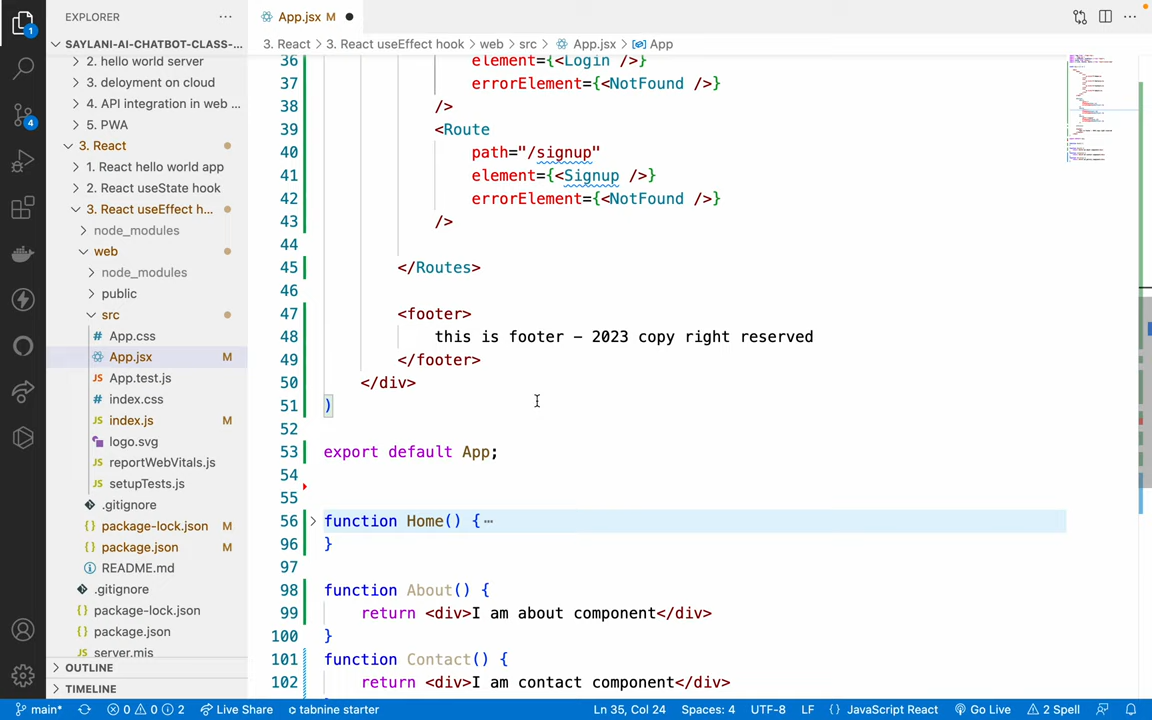 EXPLORER
SAYLANI-AI-CHATBOT-CLASS-...
2. hello world server
3. deloyment on cloud
4. API integration in web ...
5. PWA
3. React
1. React hello world app
2. React useState hook
3. React useEffect h...
node_modules
web
node_modules
public
src
# App.css
App.jsx M
JS App.test.js
# index.css
JS index.js M
logo.svg
JS reportWebVitals.js
JS setupTests.js
.gitignore
{} package-lock.json M
{} package.json M
README.md
.gitignore
{} package-lock.json
{} package.json
JS server.mjs
OUTLINE
TIMELINE
1
4
App.jsx M
3. React > 3. React useEffect hook > web > src > App.jsx > App
36 element={<Login />}
37 errorElement={<NotFound />}
38 />
39 <Route
40 path="/signup"
41 element={<Signup />}
42 errorElement={<NotFound />}
43 />
44
45 </Routes>
46
47 <footer>
48 this is footer - 2023 copy right reserved
49 </footer>
50 </div>
51 )
52
53 export default App;
54
55
56 function Home() {⋯
96 }
97
98 function About() {
99 return <div>I am about component</div>
100 }
101 function Contact() {
102 return <div>I am contact component</div>
main* 0 0 2 Live Share tabnine starter Ln 35, Col 24 Spaces: 4 UTF-8 LF {} JavaScript React Go Live 2 Spell